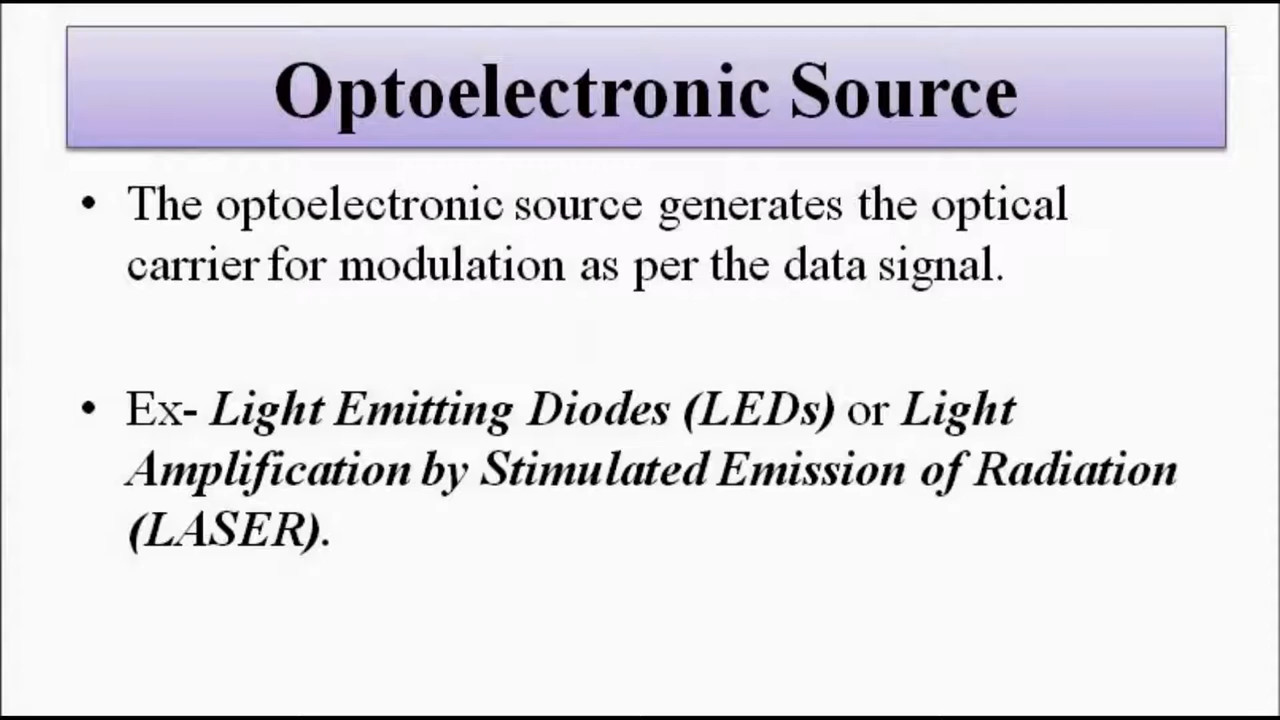 Optoelectronic Source
• The optoelectronic source generates the optical
carrier for modulation as per the data signal.
• Ex- Light Emitting Diodes (LEDs) or Light
Amplification by Stimulated Emission of Radiation
(LASER).